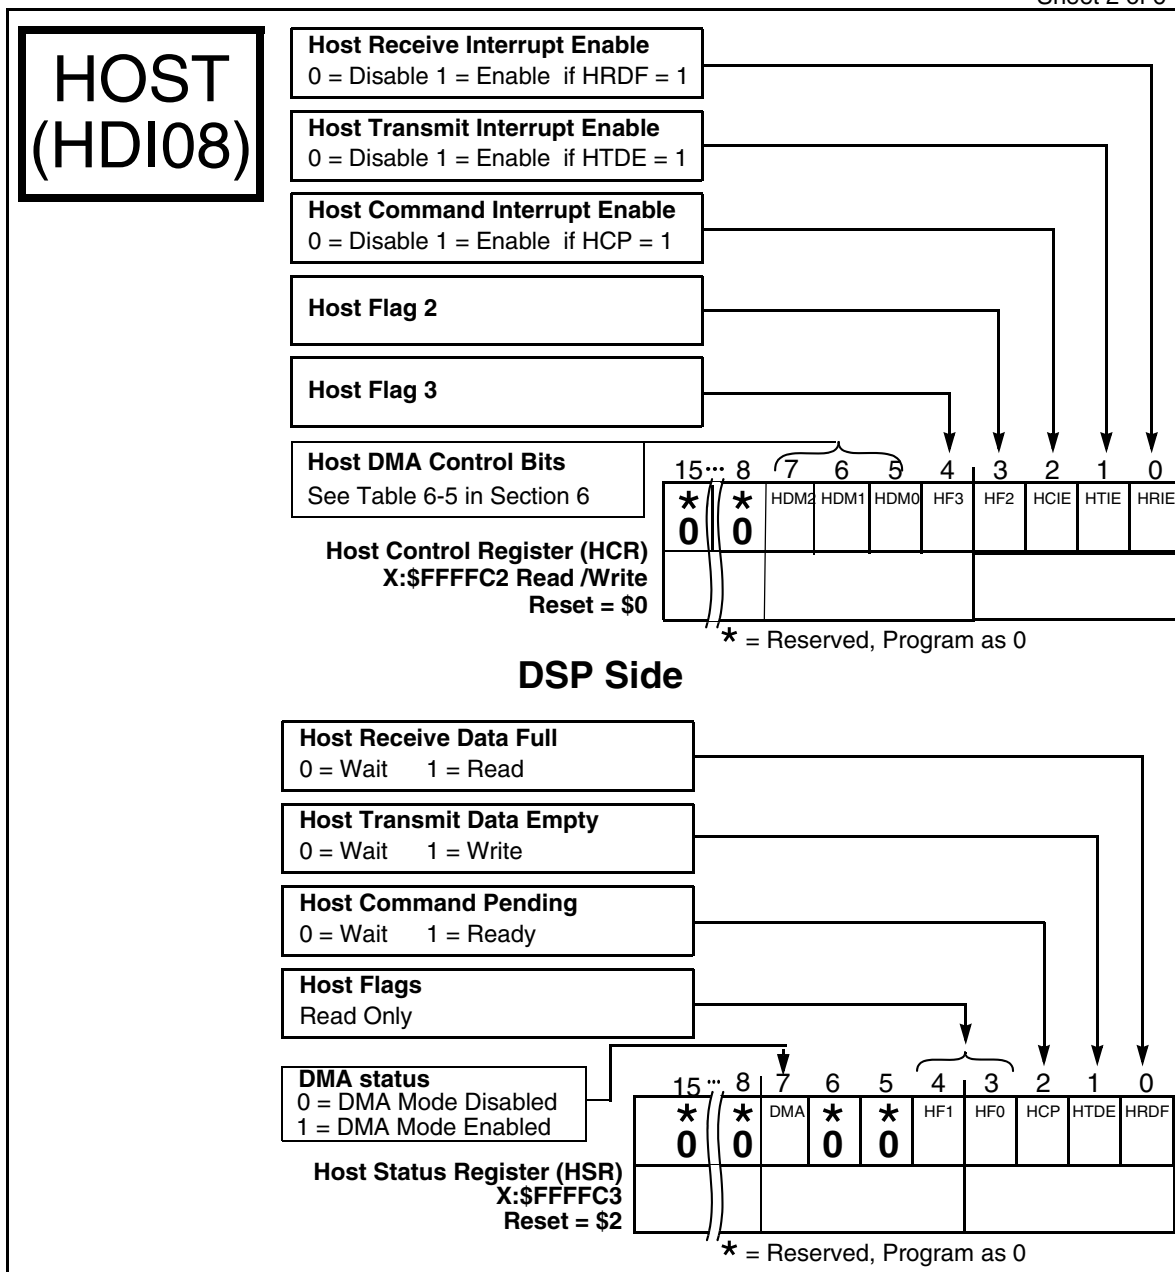 HOST
(HDI08)
Host Receive Interrupt Enable
0 = Disable 1 = Enable if HRDF = 1
Host Transmit Interrupt Enable
0 = Disable 1 = Enable if HTDE = 1
Host Command Interrupt Enable
0 = Disable 1 = Enable if HCP = 1
Host Flag 2
Host Flag 3
Host DMA Control Bits
See Table 6-5 in Section 6
15 ... 8 7 6 5 4 3 2 1 0
* * HDM2 HDM1 HDM0 HF3 HF2 HCIE HTIE HRIE
0 0
Host Control Register (HCR)
X:$FFFFC2 Read /Write
Reset = $0
* = Reserved, Program as 0
DSP Side
Host Receive Data Full
0 = Wait 1 = Read
Host Transmit Data Empty
0 = Wait 1 = Write
Host Command Pending
0 = Wait 1 = Ready
Host Flags
Read Only
DMA status
0 = DMA Mode Disabled
1 = DMA Mode Enabled
15 ... 8 7 6 5 4 3 2 1 0
* * DMA * * HF1 HF0 HCP HTDE HRDF
0 0 0 0
Host Status Register (HSR)
X:$FFFFC3
Reset = $2
* = Reserved, Program as 0